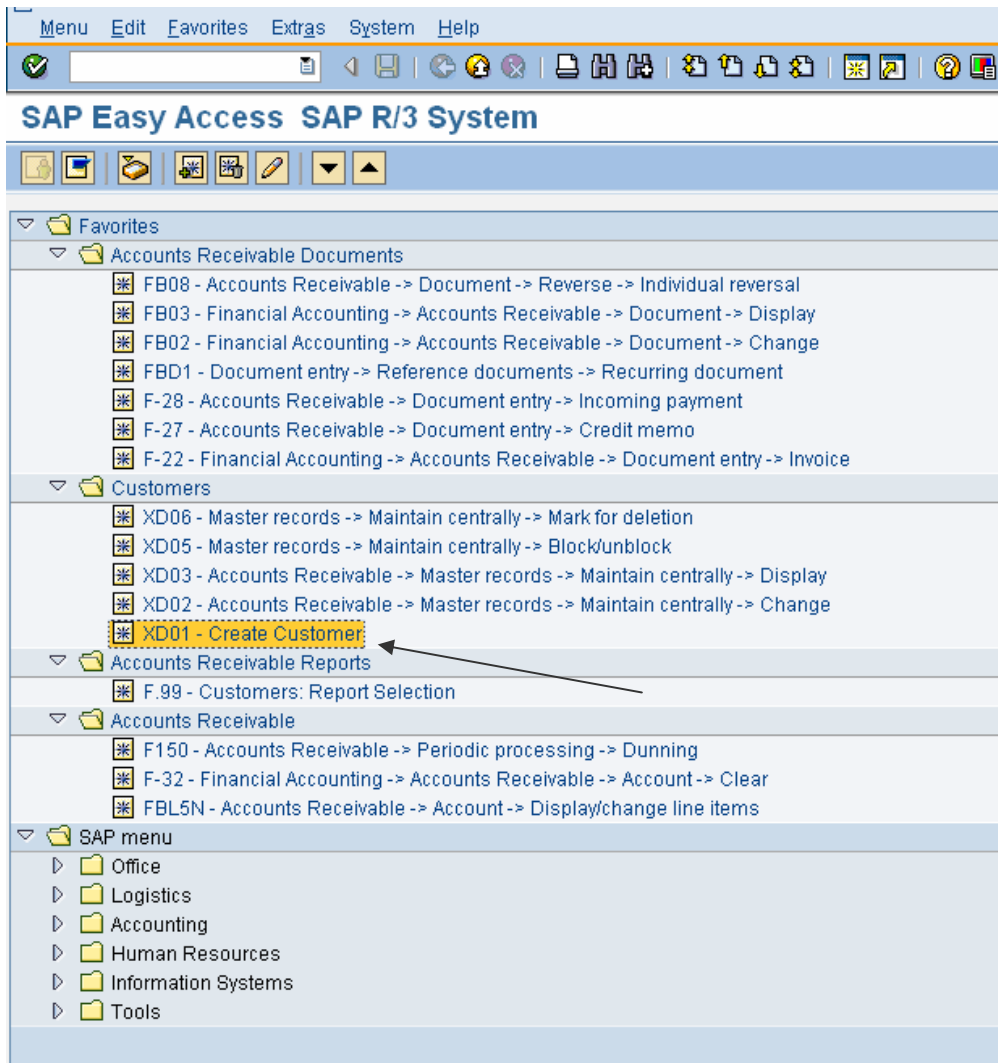 Menu Edit Favorites Extras System Help
SAP Easy Access SAP R/3 System
Favorites
Accounts Receivable Documents
FB08 - Accounts Receivable -> Document -> Reverse -> Individual reversal
FB03 - Financial Accounting -> Accounts Receivable -> Document -> Display
FB02 - Financial Accounting -> Accounts Receivable -> Document -> Change
FBD1 - Document entry -> Reference documents -> Recurring document
F-28 - Accounts Receivable -> Document entry -> Incoming payment
F-27 - Accounts Receivable -> Document entry -> Credit memo
F-22 - Financial Accounting -> Accounts Receivable -> Document entry -> Invoice
Customers
XD06 - Master records -> Maintain centrally -> Mark for deletion
XD05 - Master records -> Maintain centrally -> Block/unblock
XD03 - Accounts Receivable -> Master records -> Maintain centrally -> Display
XD02 - Accounts Receivable -> Master records -> Maintain centrally -> Change
XD01 - Create Customer
Accounts Receivable Reports
F.99 - Customers: Report Selection
Accounts Receivable
F150 - Accounts Receivable -> Periodic processing -> Dunning
F-32 - Financial Accounting -> Accounts Receivable -> Account -> Clear
FBL5N - Accounts Receivable -> Account -> Display/change line items
SAP menu
Office
Logistics
Accounting
Human Resources
Information Systems
Tools